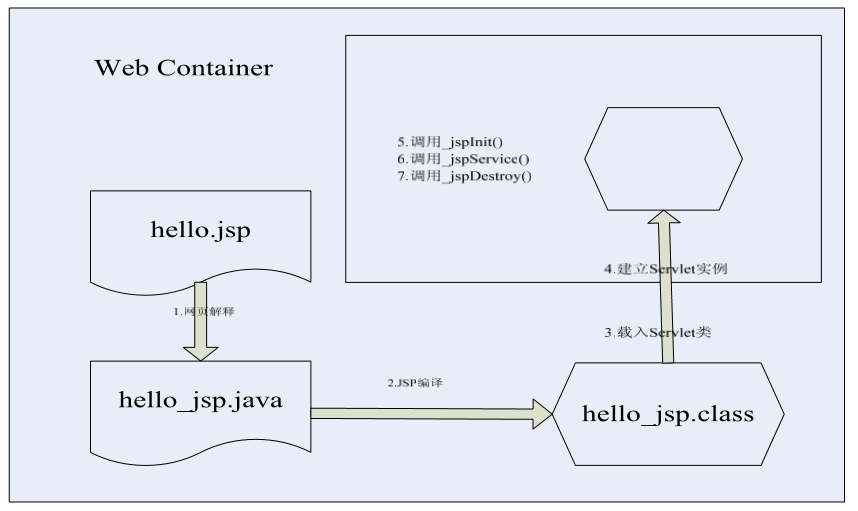 Web Container
5.调用_jspInit()
6.调用_jspService()
7.调用_jspDestroy()
hello.jsp
4.建立Servlet实例
1.网页解释
3.载入Servlet类
hello_jsp.java
2.JSP编译
hello_jsp.class